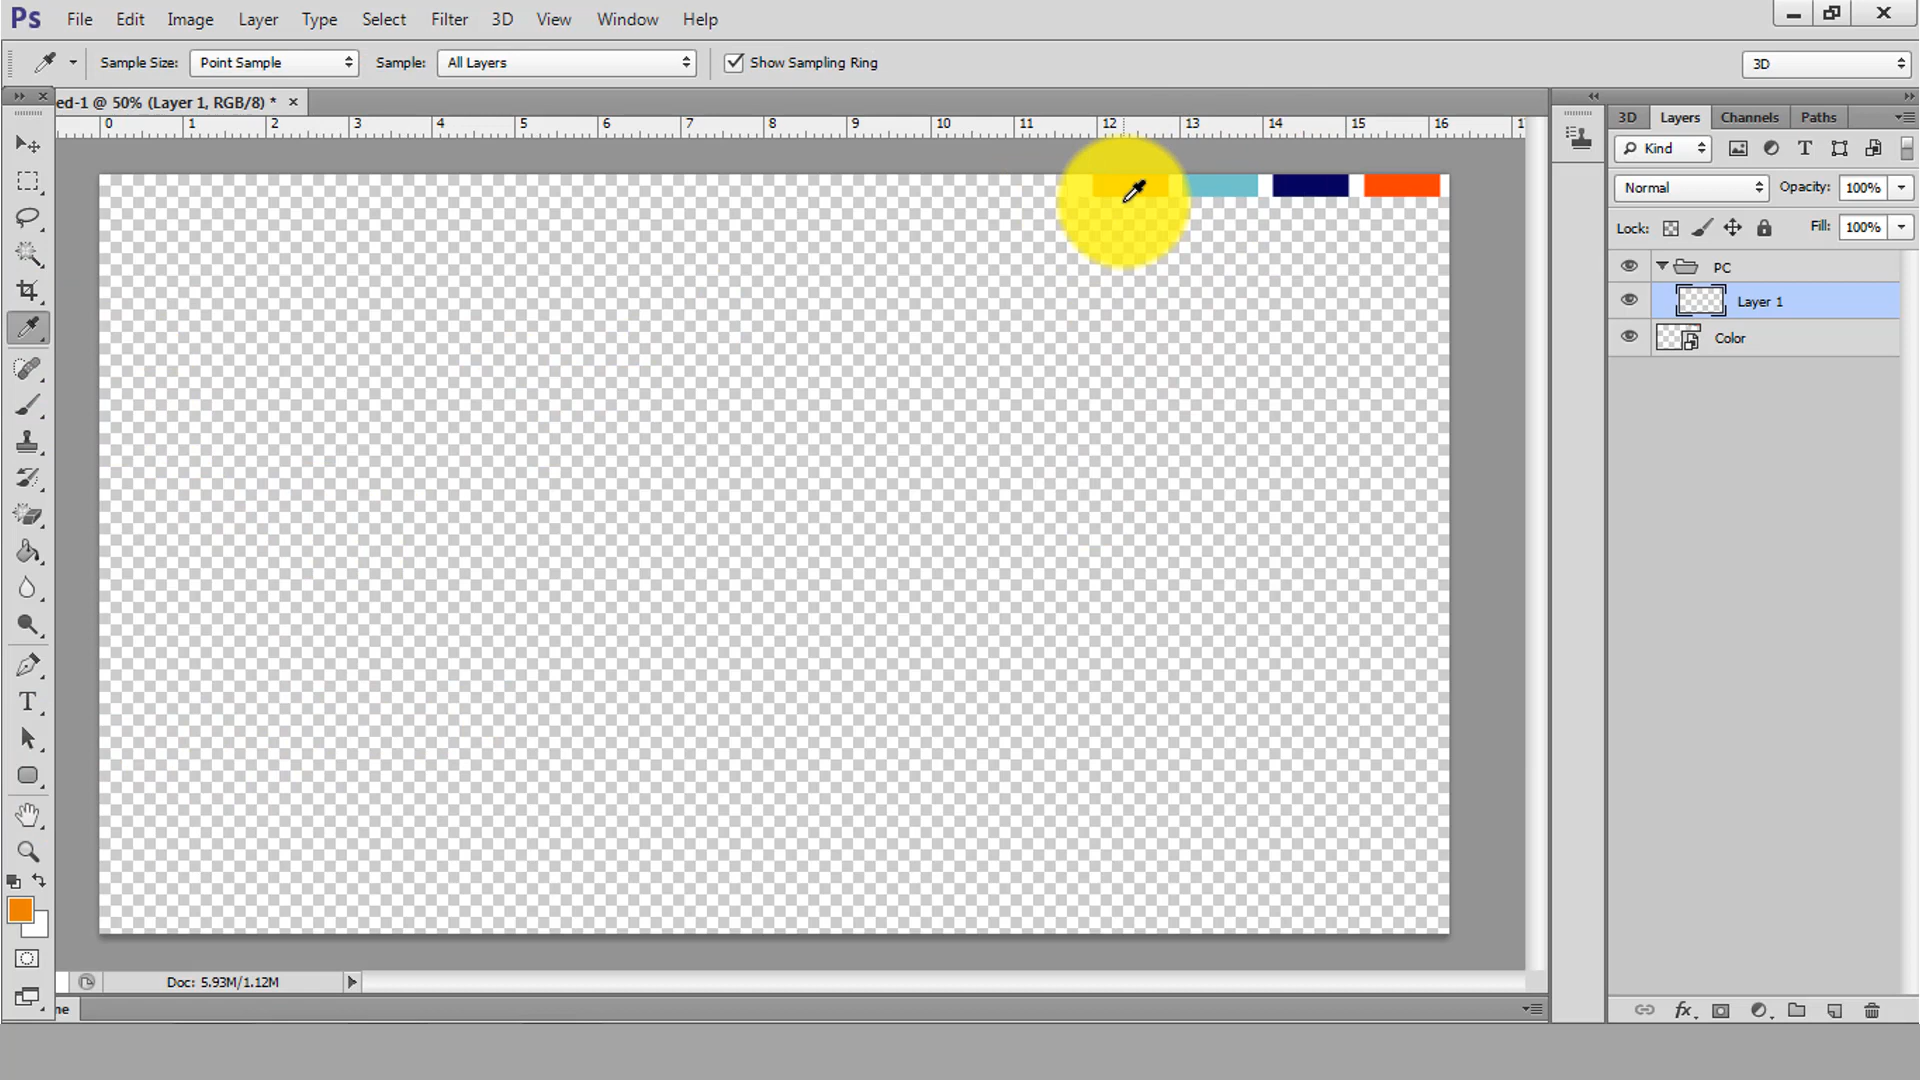 Ps File Edit Image Layer Type Select Filter 3D View Window Help
Sample Size: Point Sample Sample: All Layers Show Sampling Ring 3D
ed-1 @ 50% (Layer 1, RGB/8) *
0 1 2 3 4 5 6 7 8 9 10 11 12 13 14 15 16 1
3D Layers Channels Paths
Kind
Normal Opacity: 100%
Lock: Fill: 100%
PC
Layer 1
Color
T
Doc: 5.93M/1.12M
ne
fx